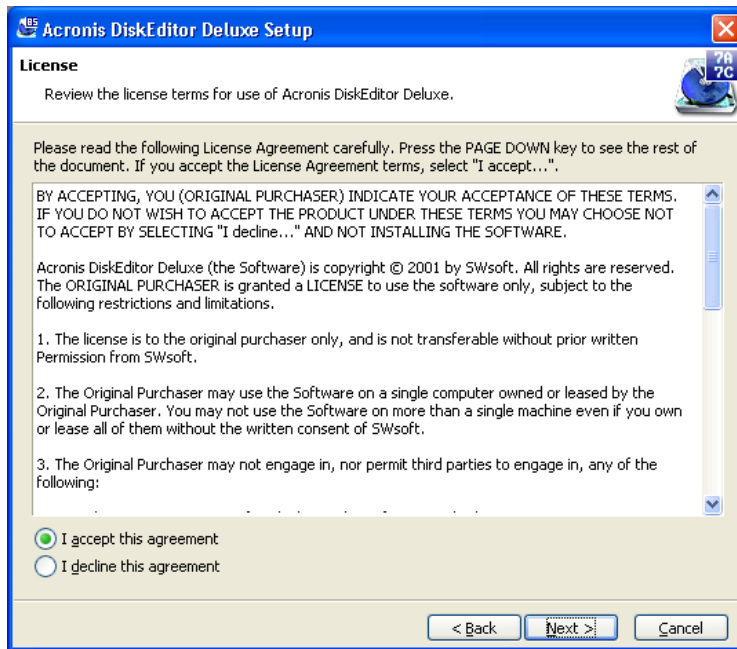 Acronis DiskEditor Deluxe Setup
License
Review the license terms for use of Acronis DiskEditor Deluxe.
Please read the following License Agreement carefully. Press the PAGE DOWN key to see the rest of
the document. If you accept the License Agreement terms, select "I accept...".
BY ACCEPTING, YOU (ORIGINAL PURCHASER) INDICATE YOUR ACCEPTANCE OF THESE TERMS.
IF YOU DO NOT WISH TO ACCEPT THE PRODUCT UNDER THESE TERMS YOU MAY CHOOSE NOT
TO ACCEPT BY SELECTING "I decline..." AND NOT INSTALLING THE SOFTWARE.
Acronis DiskEditor Deluxe (the Software) is copyright © 2001 by SWsoft. All rights are reserved.
The ORIGINAL PURCHASER is granted a LICENSE to use the software only, subject to the
following restrictions and limitations.
1. The license is to the original purchaser only, and is not transferable without prior written
Permission from SWsoft.
2. The Original Purchaser may use the Software on a single computer owned or leased by the
Original Purchaser. You may not use the Software on more than a single machine even if you own
or lease all of them without the written consent of SWsoft.
3. The Original Purchaser may not engage in, nor permit third parties to engage in, any of the
following:
I accept this agreement
I decline this agreement
< Back
Next >
Cancel
7A
7C